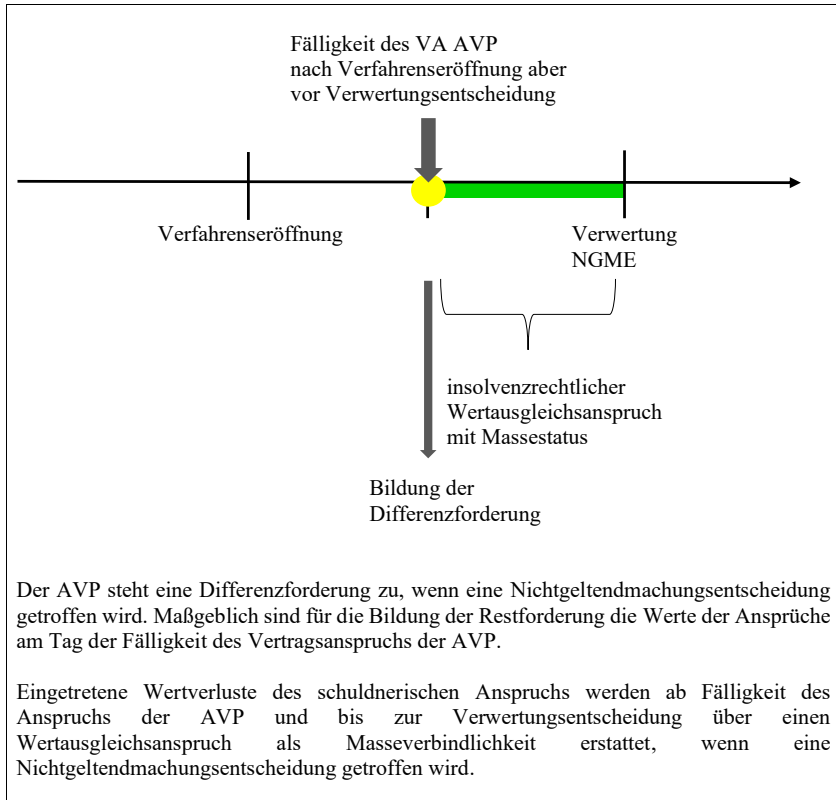 Fälligkeit des VA AVP
nach Verfahrenseröffnung aber
vor Verwertungsentscheidung
Verfahrenseröffnung
Verwertung
NGME
insolvenzrechtlicher
Wertausgleichsanspruch
mit Massestatus
Bildung der
Differenzforderung
Der AVP steht eine Differenzforderung zu, wenn eine Nichtgeltendmachungsentscheidung
getroffen wird. Maßgeblich sind für die Bildung der Restforderung die Werte der Ansprüche
am Tag der Fälligkeit des Vertragsanspruchs der AVP.
Eingetretene Wertverluste des schuldnerischen Anspruchs werden ab Fälligkeit des
Anspruchs der AVP und bis zur Verwertungsentscheidung über einen
Wertausgleichsanspruch als Masseverbindlichkeit erstattet, wenn eine
Nichtgeltendmachungsentscheidung getroffen wird.